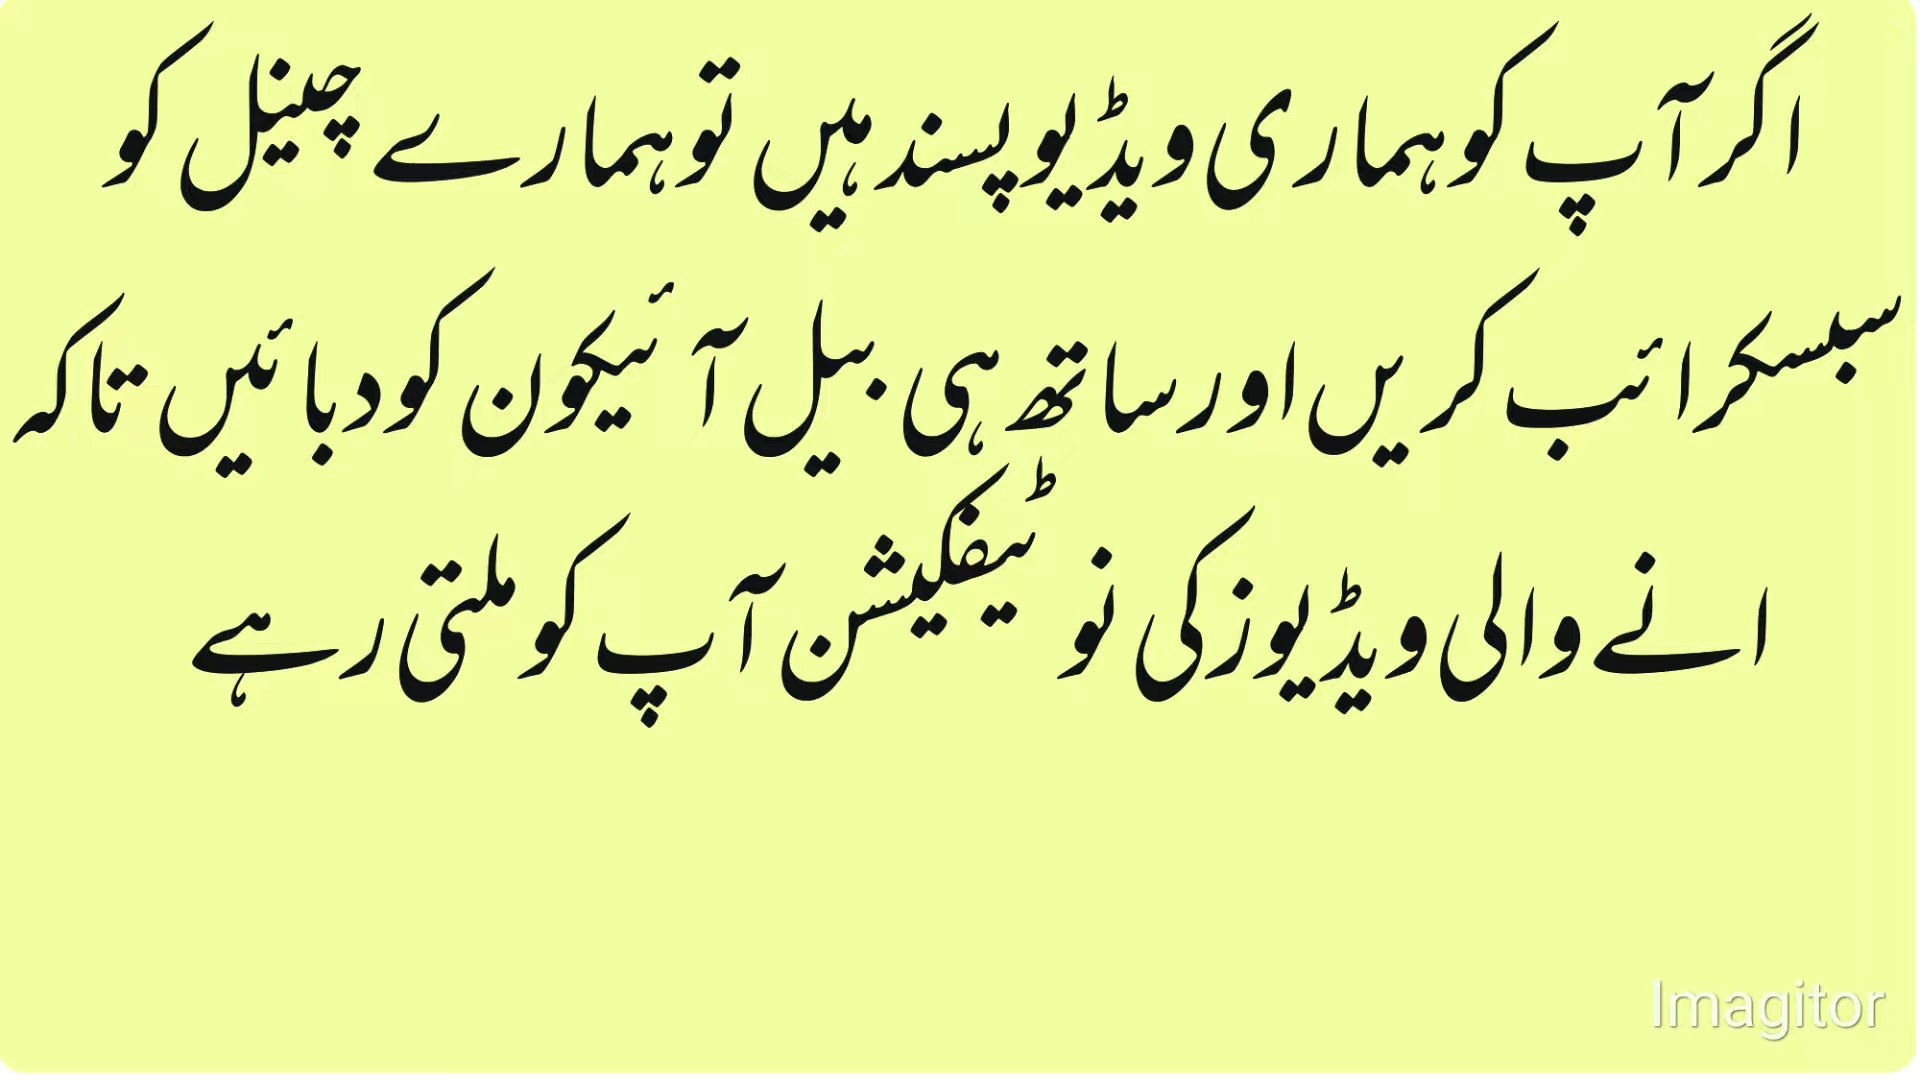 اگر آپ کو ہماری ویڈیو پسند ہیں تو ہمارے چینل کو
سبسکرائب کریں اور ساتھ ہی بیل آئیکون کو دبائیں تاکہ
انے والی ویڈیوز کی نوٹیفکیشن آپ کو ملتی رہے
Imagitor